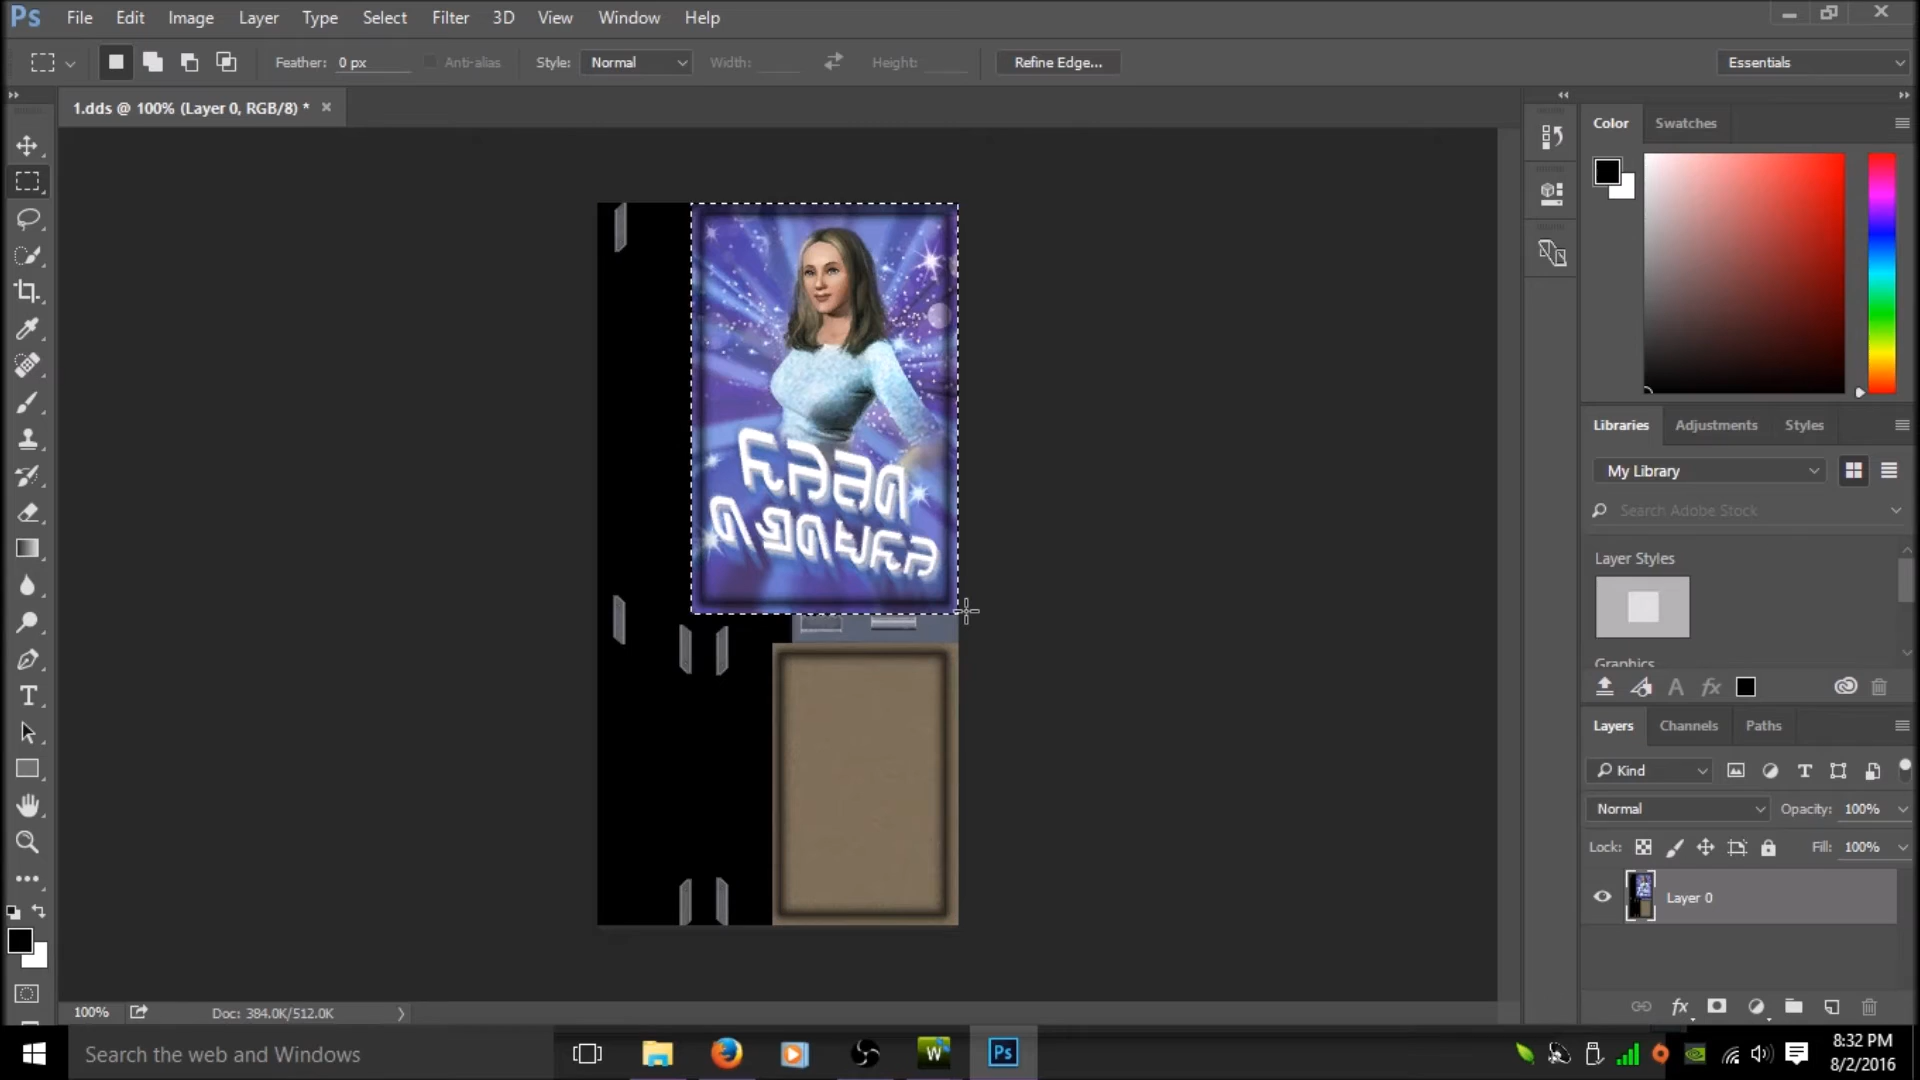 Ps File Edit Image Layer Type Select Filter 3D View Window Help
Feather: 0 px Anti-alias Style: Normal Width: Height: Refine Edge... Essentials
1.dds @ 100% (Layer 0, RGB/8) *
Color Swatches
Libraries Adjustments Styles
My Library
Search Adobe Stock
Layer Styles
Graphics
Layers Channels Paths
Kind
Normal Opacity: 100%
Lock: Fill: 100%
Layer 0
100% Doc: 384.0K/512.0K
Search the web and Windows
W
Ps
8:32 PM
8/2/2016